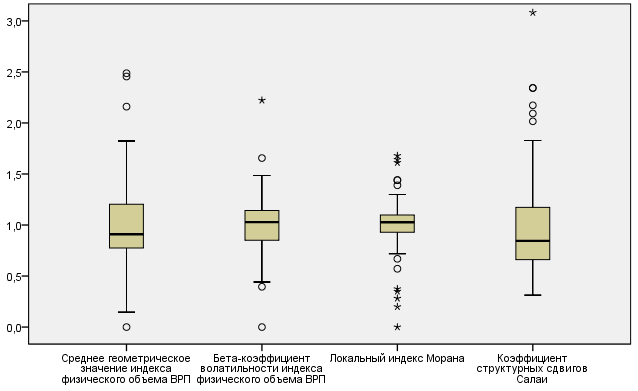 3,0
2,5
2,0
1,5
1,0
0,5
0,0
Среднее геометрическое
значение индекса
физического объема ВРП
Бета-коэффициент
волатильности индекса
физического объема ВРП
Локальный индекс Морана
Коэффициент
структурных сдвигов
Салаи